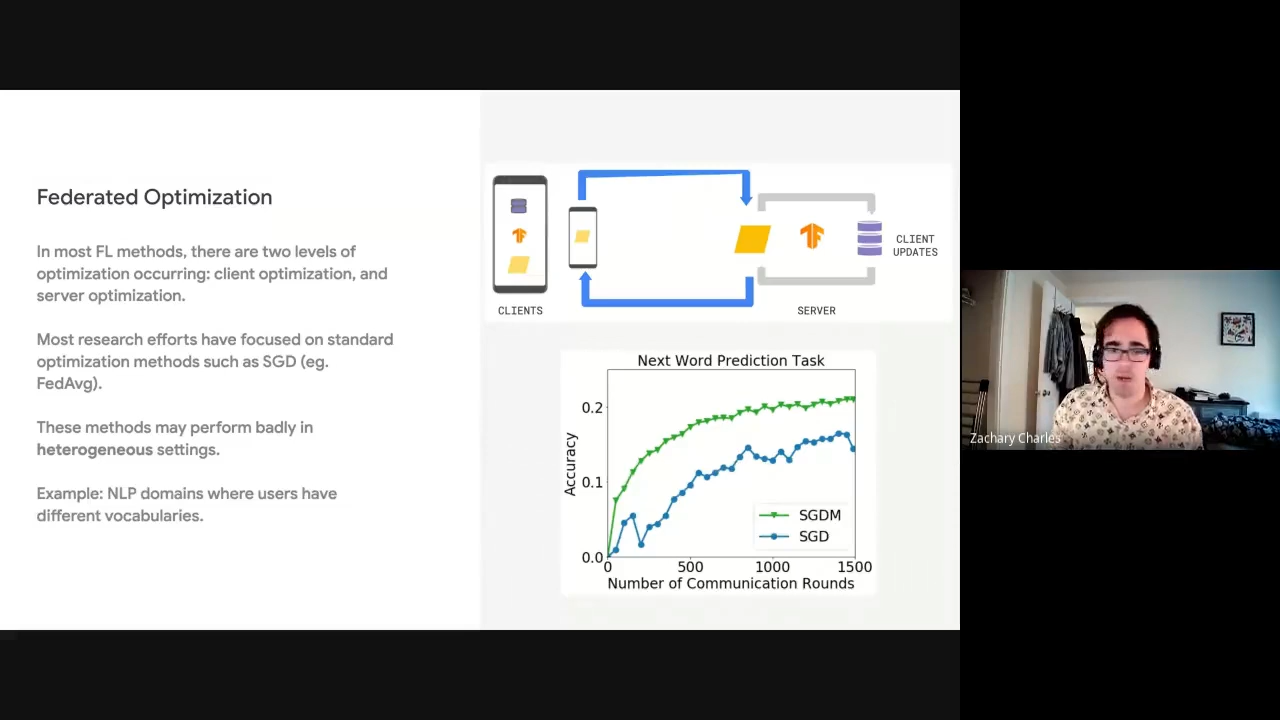 Federated Optimization
In most FL methods, there are two levels of
optimization occurring: client optimization, and
server optimization.
Most research efforts have focused on standard
optimization methods such as SGD (eg.
FedAvg).
These methods may perform badly in
heterogeneous settings.
Example: NLP domains where users have
different vocabularies.
CLIENTS
SERVER
CLIENT
UPDATES
Next Word Prediction Task
Accuracy
0.2
0.1
0.0
SGDM
SGD
0
500
1000
1500
Number of Communication Rounds
Zachary Charles